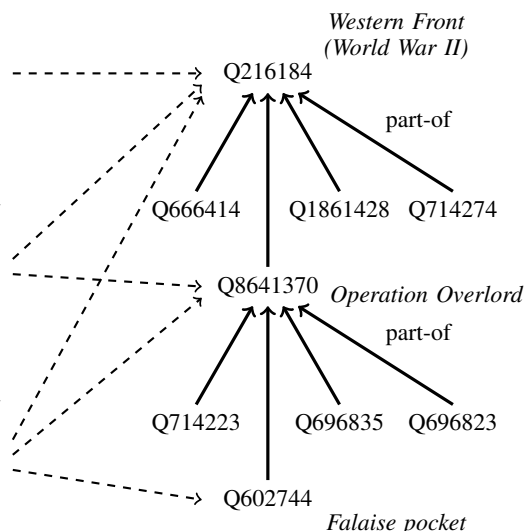 Western Front
(World War II)
Q216184
part-of
Q666414 Q1861428 Q714274
Q8641370 Operation Overlord
part-of
Q714223 Q696835 Q696823
Q602744
Falaise pocket